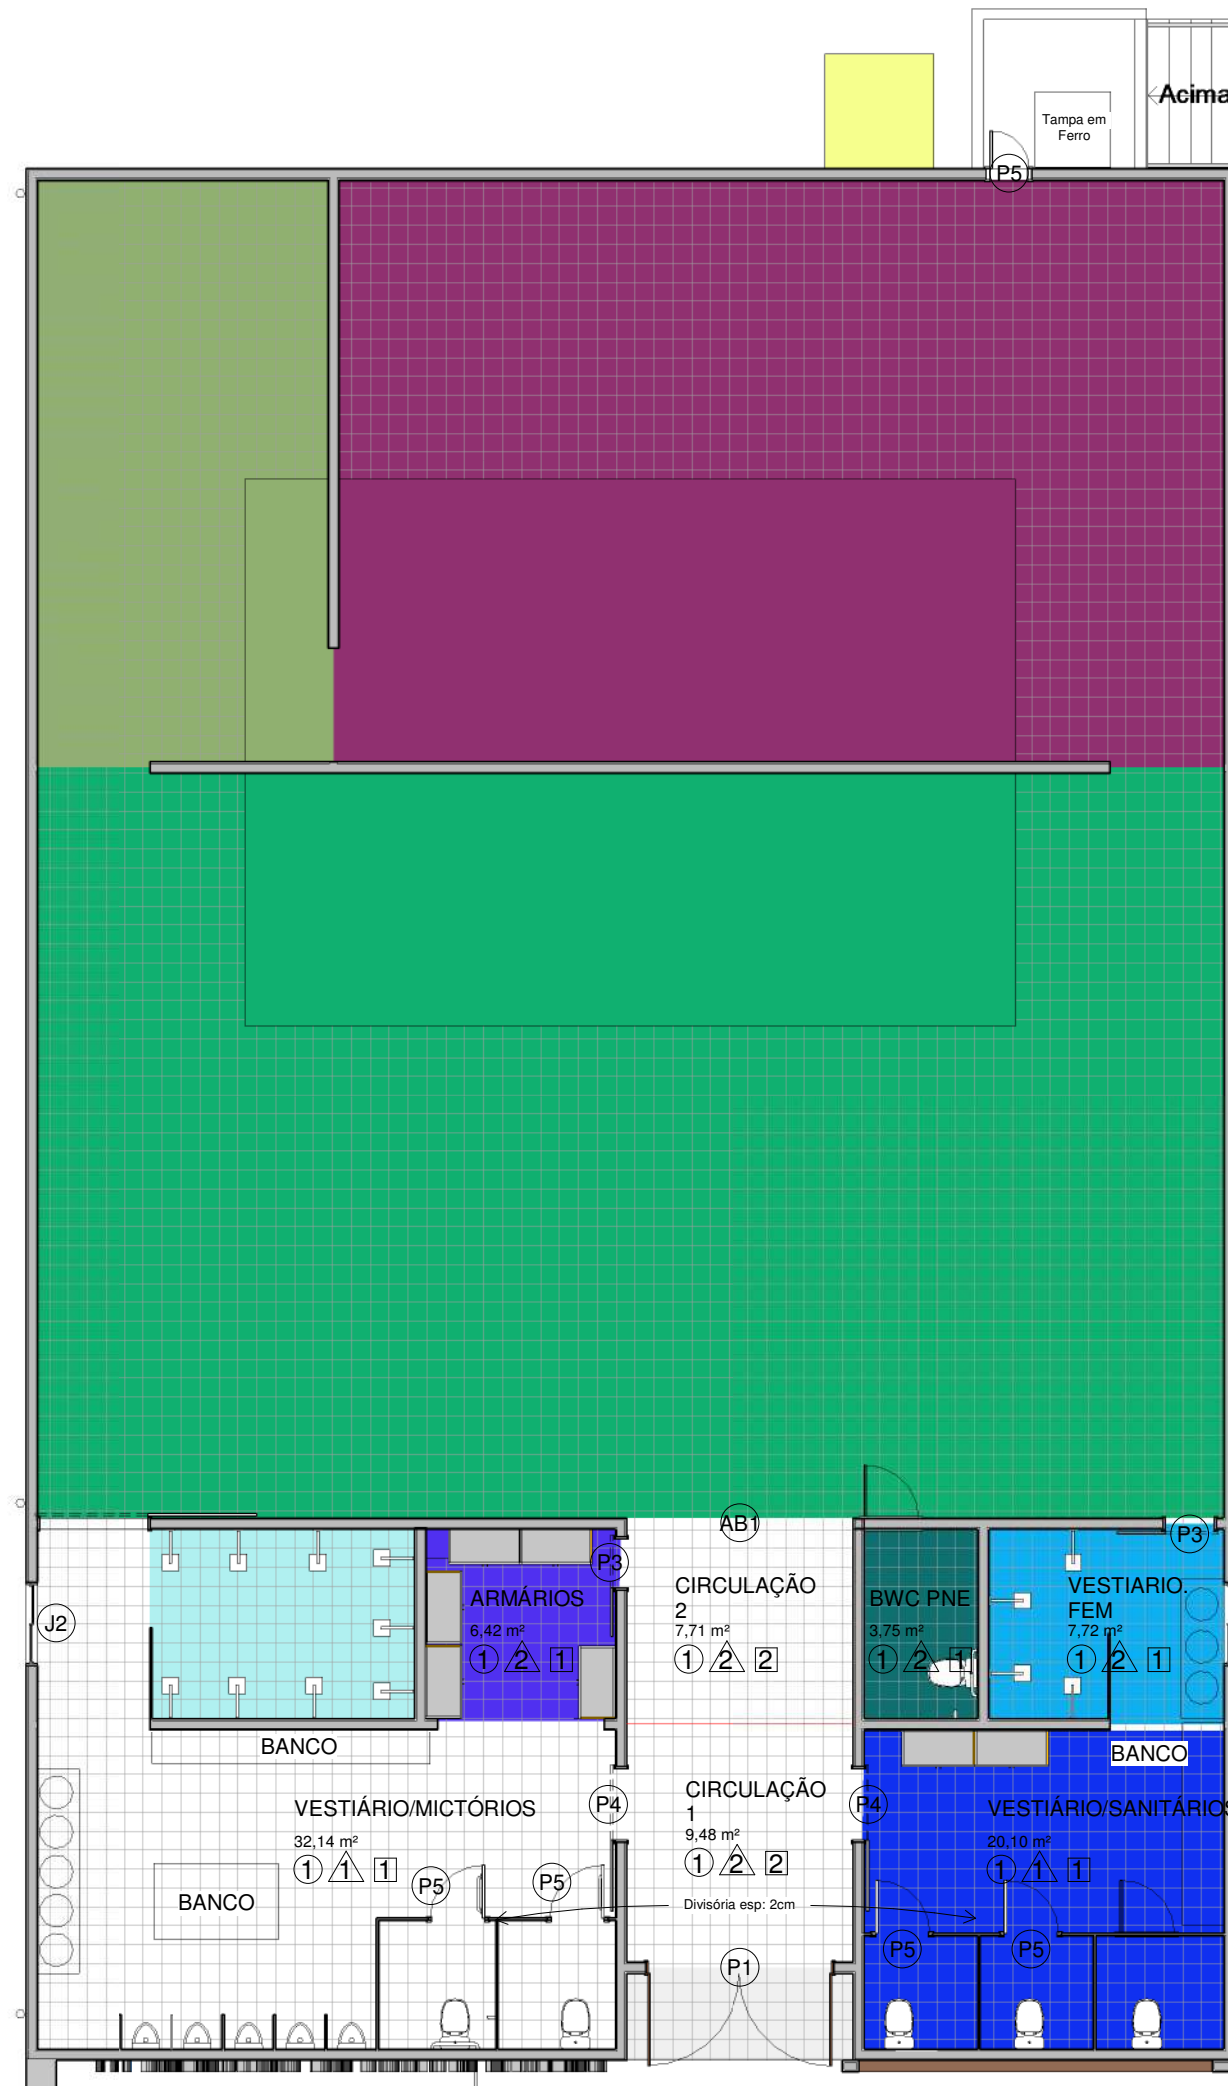 Acima
Tampa em
Ferro
P5
AB1
P3
P3
J2
ARMÁRIOS
6,42 m²
1 2 1
CIRCULAÇÃO
2
7,71 m²
1 2 2
BWC PNE
3,75 m²
1 2 1
VESTIARIO.
FEM
7,72 m²
1 2 1
BANCO
BANCO
VESTIÁRIO/MICTÓRIOS
32,14 m²
1 1 1
P4
CIRCULAÇÃO
1
9,48 m²
1 2 2
P4
VESTIÁRIO/SANITÁRIOS
20,10 m²
1 1 1
BANCO
P5
P5
Divisória esp: 2cm
P5
P5
P1